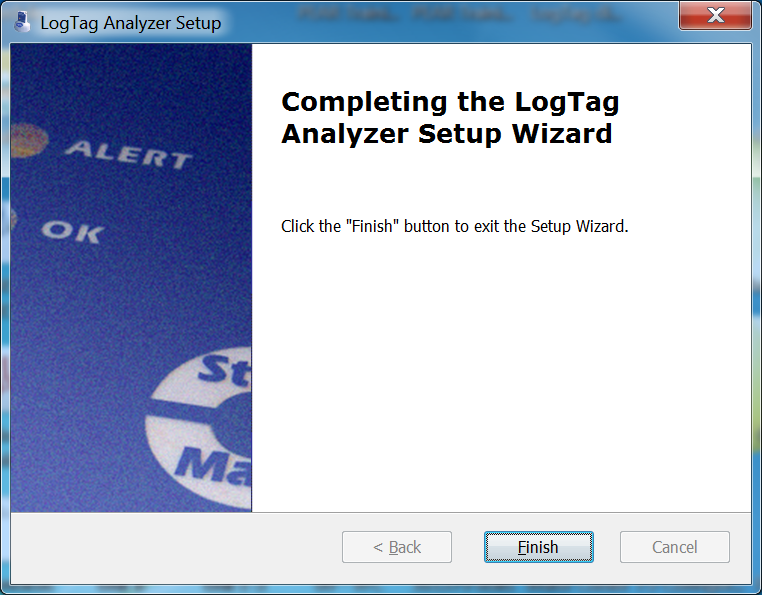 LogTag Analyzer Setup
ALERT
OK
Completing the LogTag
Analyzer Setup Wizard
Click the "Finish" button to exit the Setup Wizard.
< Back
Finish
Cancel